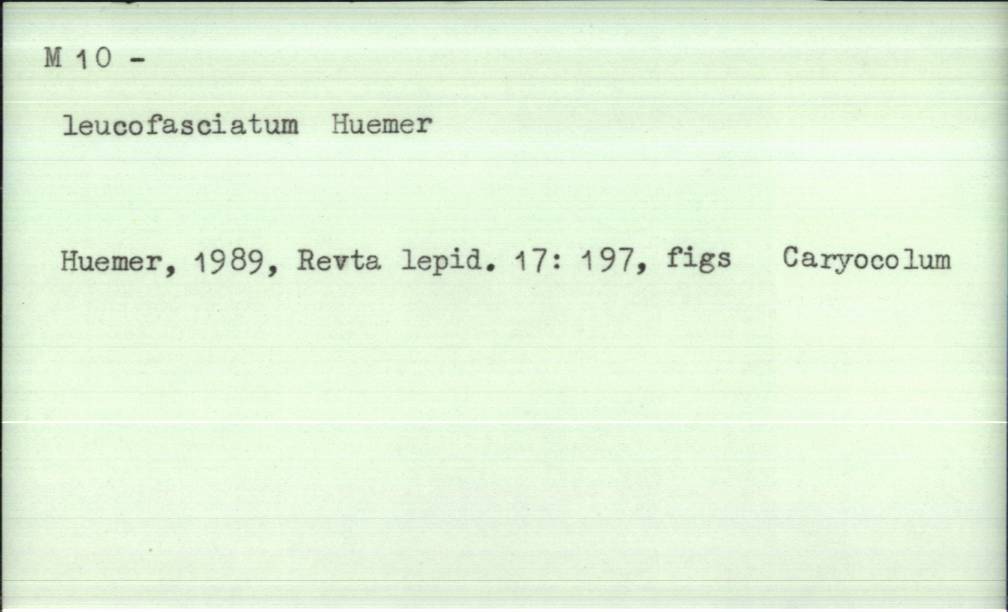 M 10 -
leucofasciatum Huemer
Huemer, 1989, Revta lepid. 17: 197, figs Caryocolum